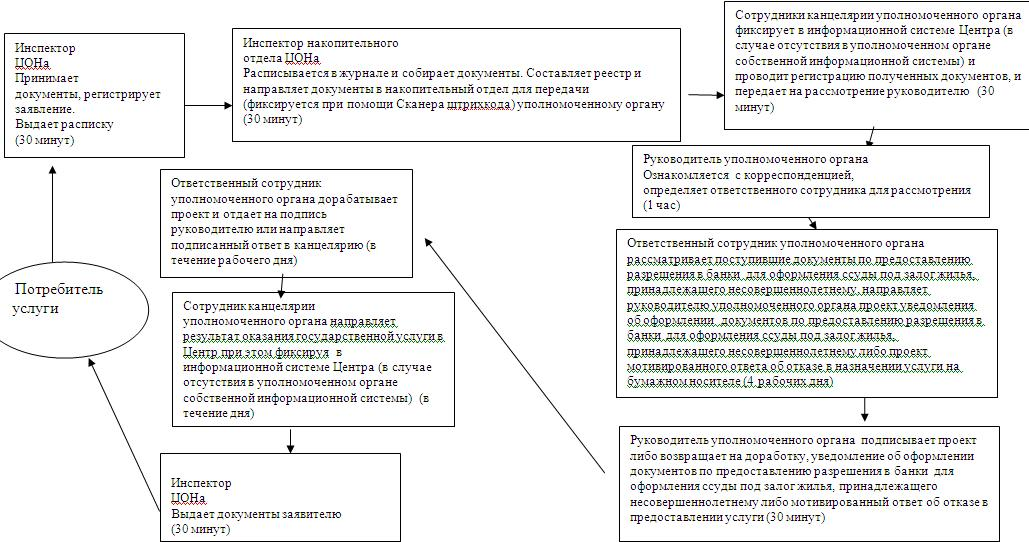 Инспектор
ЦОНа
Принимает
документы, регистрирует
заявление.
Выдает расписку
(30 минут)
Инспектор накопительного
отдела ЦОНа
Расписывается в журнале и собирает документы. Составляет реестр и
направляет документы в накопительный отдел для передачи
(фиксируется при помощи Сканера штрихкода) уполномоченному органу
(30 минут)
Сотрудники канцелярии уполномоченного органа
фиксирует в информационной системе Центра (в
случае отсутствия в уполномоченном органе
собственной информационной системы) и
проводит регистрацию полученных документов, и
передает на рассмотрение руководителю (30
минут)
Руководитель уполномоченного органа
Ознакомляется с корреспонденцией,
определяет ответственного сотрудника для рассмотрения
(1 час)
Ответственный сотрудник уполномоченного органа
рассматривает поступившие документы по предоставлению
разрешения в банки для оформления ссуды под залог жилья,
принадлежащего несовершеннолетнему, направляет
руководителю уполномоченного органа проект уведомления
об оформлении документов по предоставлению разрешения в
банки для оформления ссуды под залог жилья,
принадлежащего несовершеннолетнему либо проект
мотивированного ответа об отказе в назначении услуги на
бумажном носителе (4 рабочих дня)
Руководитель уполномоченного органа подписывает проект
либо возвращает на доработку, уведомление об оформлении
документов по предоставлению разрешения в банки для
оформления ссуды под залог жилья, принадлежащего
несовершеннолетнему либо мотивированный ответ об отказе в
предоставлении услуги (30 минут)
Ответственный сотрудник
уполномоченного органа дорабатывает
проект и отдает на подпись
руководителю или направляет
подписанный ответ в канцелярию (в
течение рабочего дня)
Сотрудник канцелярии
уполномоченного органа направляет
результат оказания государственной услуги в
Центр при этом фиксируя в
информационной системе Центра (в случае
отсутствия в уполномоченном органе
собственной информационной системы) (в
течение дня)
Инспектор
ЦОНа
Выдает документы заявителю
(30 минут)
Потребитель
услуги